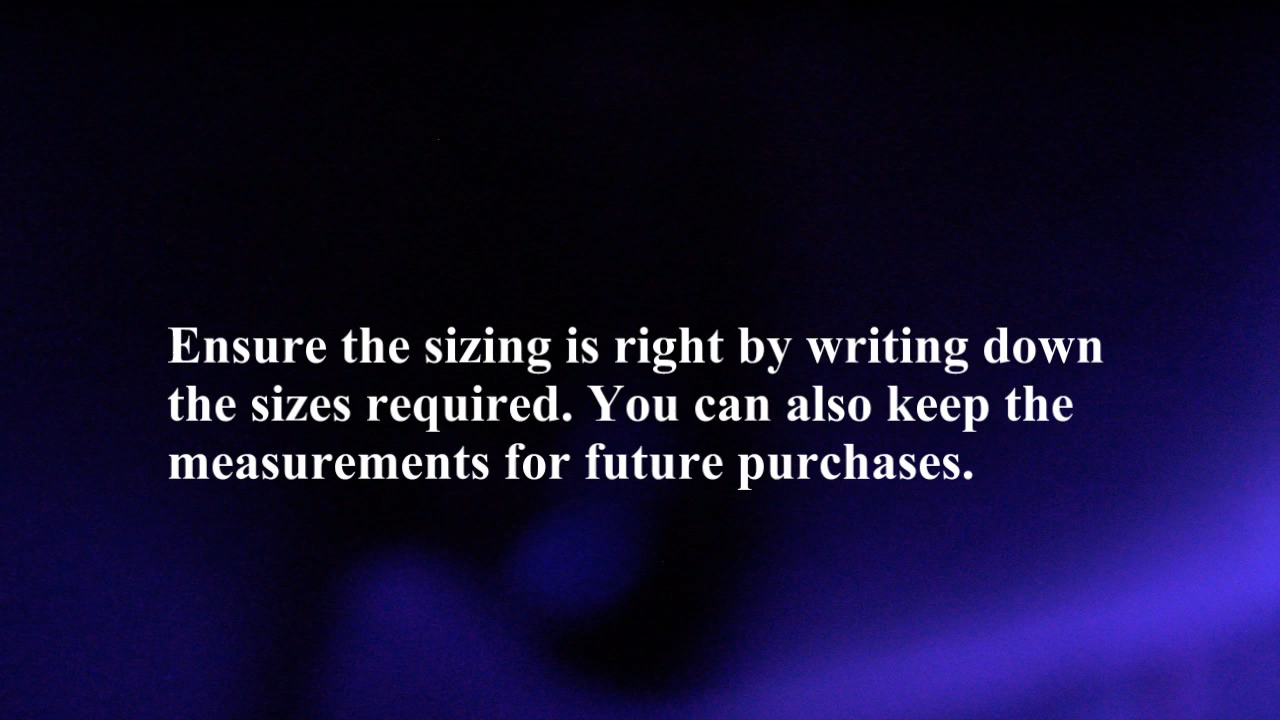 Ensure the sizing is right by writing down
the sizes required. You can also keep the
measurements for future purchases.